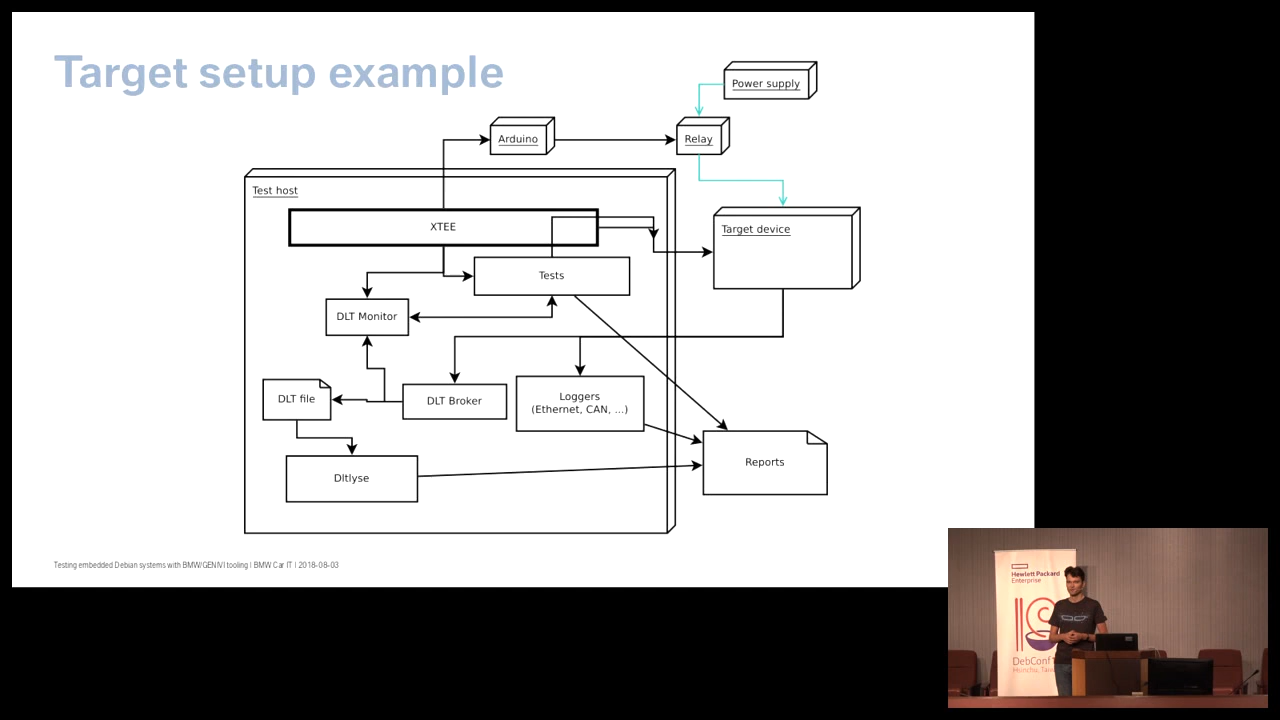 Target setup example
Power supply
Arduino
Relay
Test host
XTEE
Target device
Tests
DLT Monitor
DLT file
DLT Broker
Loggers
(Ethernet, CAN, ...)
Reports
Dltlyse
Testing embedded Debian systems with BMW/GENIVI tooling | BMW Car IT | 2018-08-03
Hewlett Packard
Enterprise